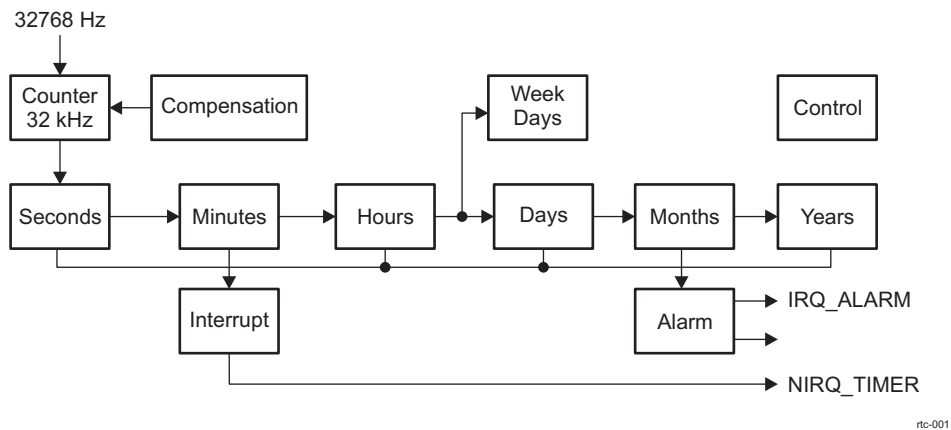 32768 Hz
Counter
32 kHz
Compensation
Week
Days
Control
Seconds
Minutes
Hours
Days
Months
Years
Interrupt
Alarm
IRQ_ALARM
NIRQ_TIMER
rtc-001